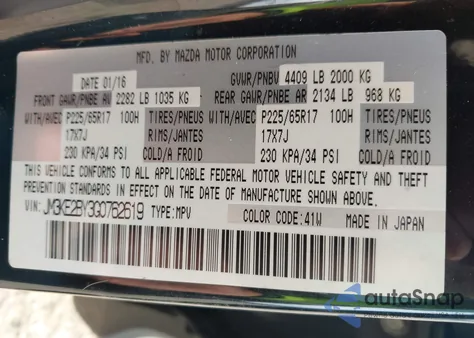 MFD. BY MAZDA MOTOR CORPORATION
DATE 01/16 GVWR/PNBV 4409 LB 2000 KG
FRONT GAWR/PNBE AV 2282 LB 1035 KG REAR GAWR/PNBE AR 2134 LB 968 KG
WITH/AVEC P225/65R17 100H TIRES/PNEUS WITH/AVEC P225/65R17 100H TIRES/PNEUS
17X7J RIMS/JANTES 17X7J RIMS/JANTES
230 KPA/34 PSI COLD/A FROID 230 KPA/34 PSI COLD/A FROID
THIS VEHICLE CONFORMS TO ALL APPLICABLE FEDERAL MOTOR VEHICLE SAFETY AND THEFT
PREVENTION STANDARDS IN EFFECT ON THE DATE OF MANUFACTURE SHOWN ABOVE.
VIN: JM3KE2BY3G0762619 TYPE: MPV COLOR CODE: 41W MADE IN JAPAN
autoSnap